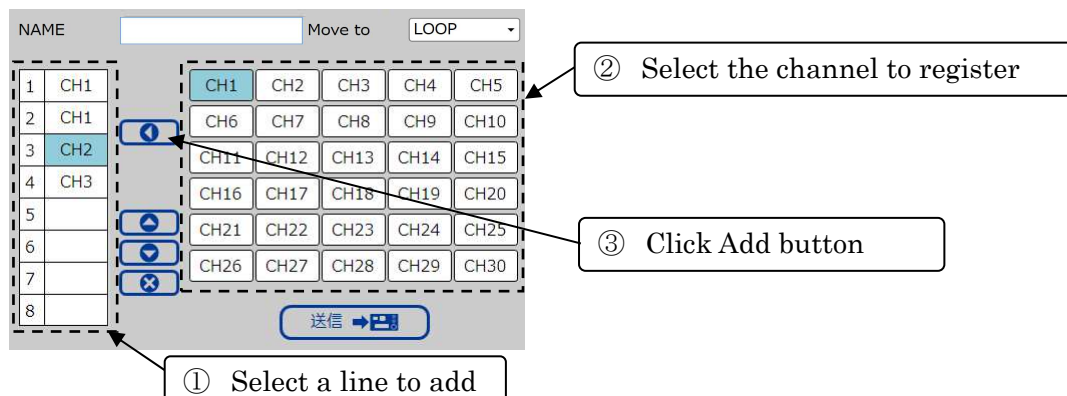 NAME Move to LOOP
② Select the channel to register
1 CH1
2 CH1
3 CH2
4 CH3
5
6
7
8
CH1 CH2 CH3 CH4 CH5
CH6 CH7 CH8 CH9 CH10
CH11 CH12 CH13 CH14 CH15
CH16 CH17 CH18 CH19 CH20
CH21 CH22 CH23 CH24 CH25
CH26 CH27 CH28 CH29 CH30
③ Click Add button
送信
① Select a line to add